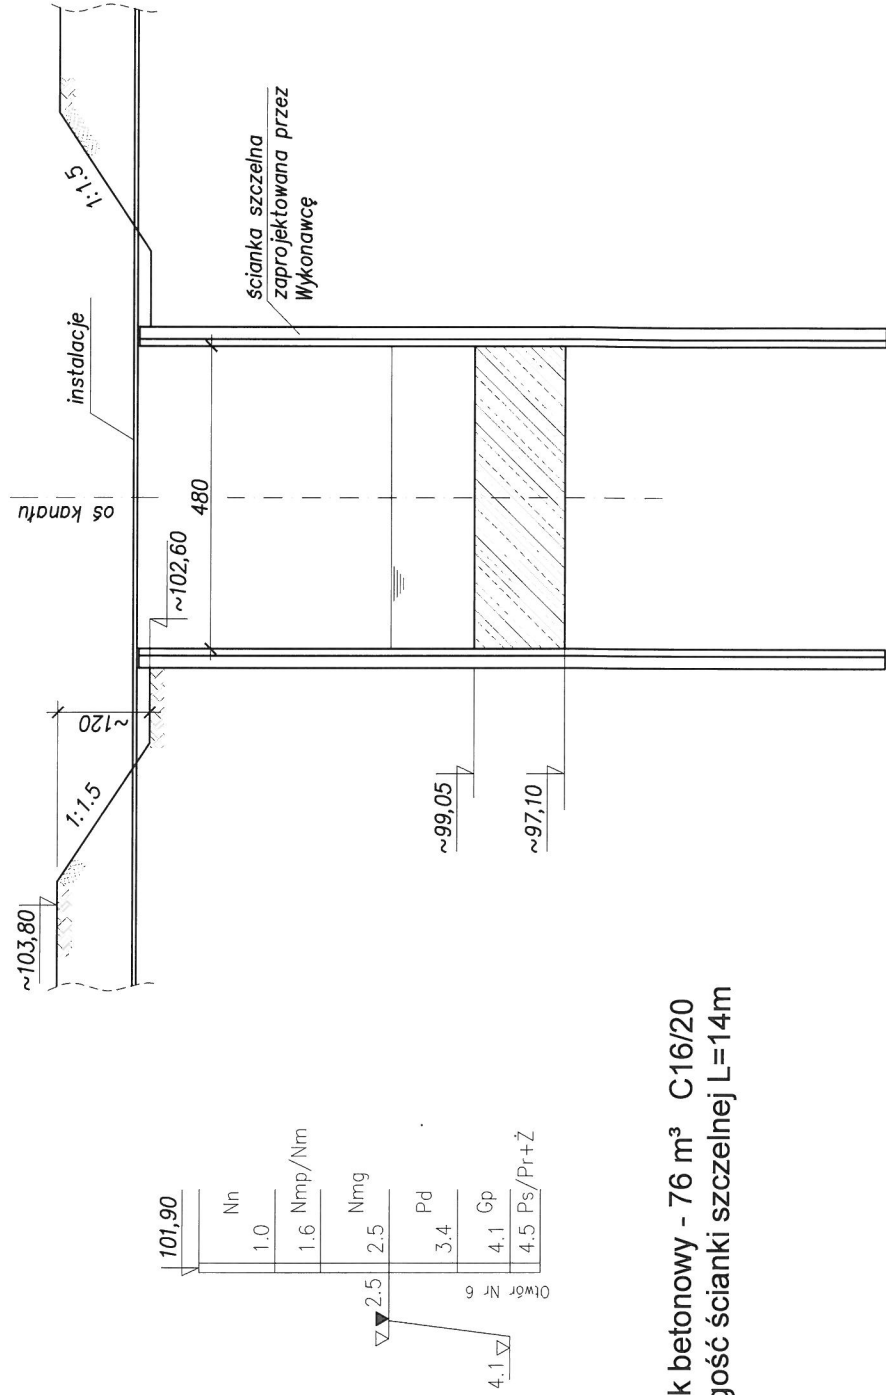 ~103,80
1:1.5
~120
~102,60
oś kanału
instalacje
1:1.5
480
ścianka szczelna
zaprojektowana przez
Wykonawcę
~99,05
~97,10
101,90
Nn
1.0
Nmp/Nm
1.6
Nmg
2.5
2.5
Pd
3.4
Gp
4.1
4.1
Ps/Pr+Ż
4.5
Otwór Nr 6
k betonowy - 76 m³ C16/20
gość ścianki szczelnej L=14m